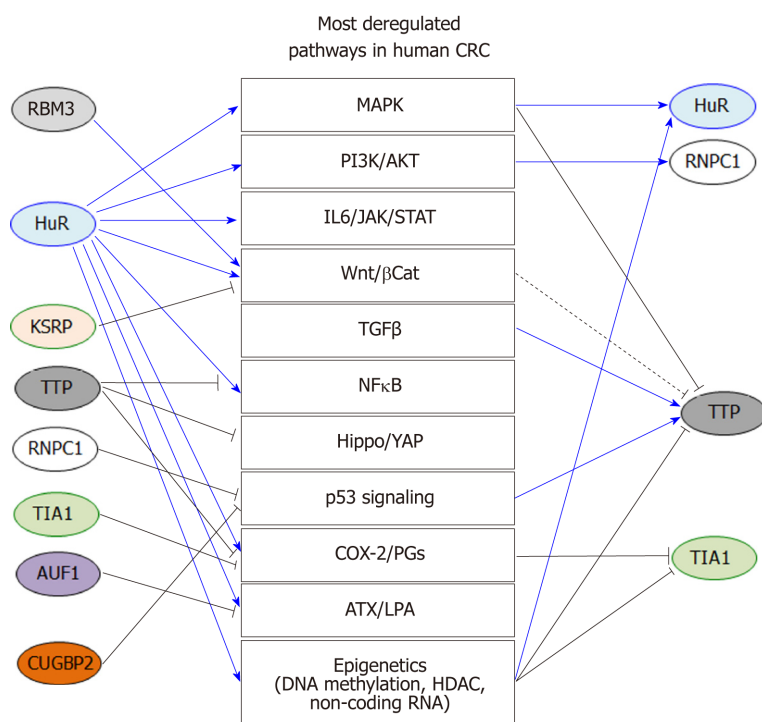 Most deregulated
pathways in human CRC
RBM3
HuR
KSRP
TTP
RNPC1
TIA1
AUF1
CUGBP2
MAPK
PI3K/AKT
IL6/JAK/STAT
Wnt/βCat
TGFβ
NFκB
Hippo/YAP
p53 signaling
COX-2/PGs
ATX/LPA
Epigenetics
(DNA methylation, HDAC,
non-coding RNA)
HuR
RNPC1
TTP
TIA1